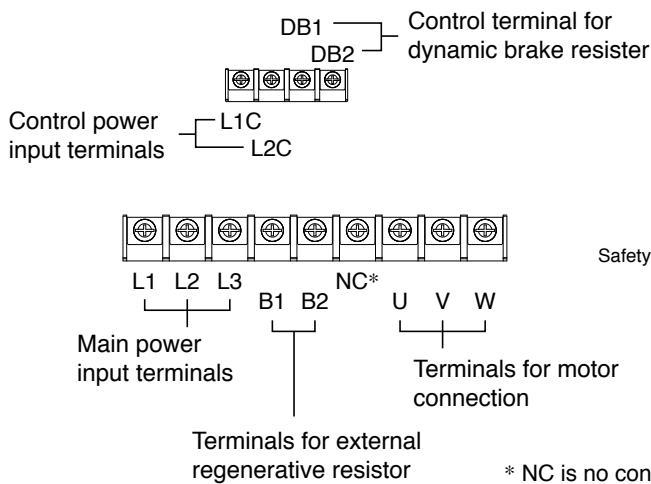 DB1
DB2
Control terminal for
dynamic brake resister
Control power
input terminals
L1C
L2C
Safety
L1 L2 L3 NC*
B1 B2 U V W
Main power
input terminals
Terminals for motor
connection
Terminals for external
regenerative resistor
* NC is no con